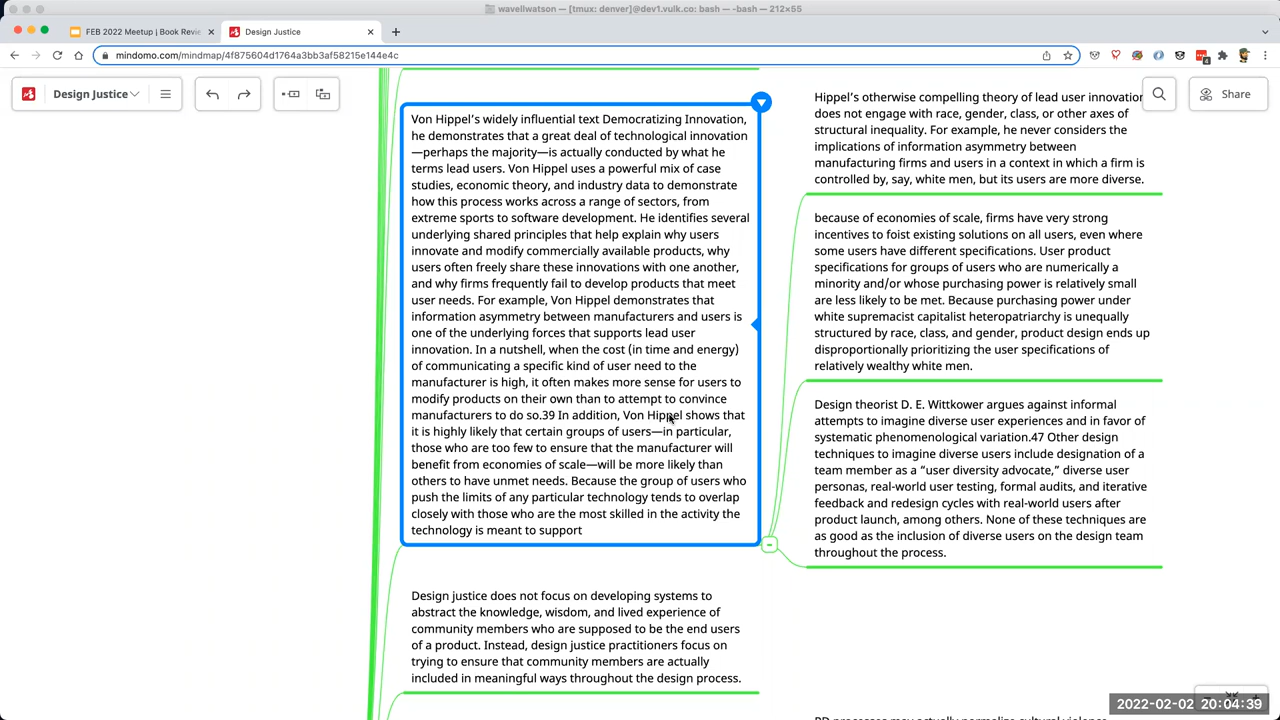 wavellwatson — [tmux: denver]@dev1.vulk.co: bash — -bash — 212×55
FEB 2022 Meetup | Book Revie
Design Justice
mindomo.com/mindmap/4f875604d1764a3bb3af58215e144e4c
4
Design Justice
Share
Von Hippel's widely influential text Democratizing Innovation,
he demonstrates that a great deal of technological innovation
—perhaps the majority—is actually conducted by what he
terms lead users. Von Hippel uses a powerful mix of case
studies, economic theory, and industry data to demonstrate
how this process works across a range of sectors, from
extreme sports to software development. He identifies several
underlying shared principles that help explain why users
innovate and modify commercially available products, why
users often freely share these innovations with one another,
and why firms frequently fail to develop products that meet
user needs. For example, Von Hippel demonstrates that
information asymmetry between manufacturers and users is
one of the underlying forces that supports lead user
innovation. In a nutshell, when the cost (in time and energy)
of communicating a specific kind of user need to the
manufacturer is high, it often makes more sense for users to
modify products on their own than to attempt to convince
manufacturers to do so.39 In addition, Von Hippel shows that
it is highly likely that certain groups of users—in particular,
those who are too few to ensure that the manufacturer will
benefit from economies of scale—will be more likely than
others to have unmet needs. Because the group of users who
push the limits of any particular technology tends to overlap
closely with those who are the most skilled in the activity the
technology is meant to support
Design justice does not focus on developing systems to
abstract the knowledge, wisdom, and lived experience of
community members who are supposed to be the end users
of a product. Instead, design justice practitioners focus on
trying to ensure that community members are actually
included in meaningful ways throughout the design process.
Hippel's otherwise compelling theory of lead user innovation
does not engage with race, gender, class, or other axes of
structural inequality. For example, he never considers the
implications of information asymmetry between
manufacturing firms and users in a context in which a firm is
controlled by, say, white men, but its users are more diverse.
because of economies of scale, firms have very strong
incentives to foist existing solutions on all users, even where
some users have different specifications. User product
specifications for groups of users who are numerically a
minority and/or whose purchasing power is relatively small
are less likely to be met. Because purchasing power under
white supremacist capitalist heteropatriarchy is unequally
structured by race, class, and gender, product design ends up
disproportionally prioritizing the user specifications of
relatively wealthy white men.
Design theorist D. E. Wittkower argues against informal
attempts to imagine diverse user experiences and in favor of
systematic phenomenological variation.47 Other design
techniques to imagine diverse users include designation of a
team member as a “user diversity advocate,” diverse user
personas, real-world user testing, formal audits, and iterative
feedback and redesign cycles with real-world users after
product launch, among others. None of these techniques are
as good as the inclusion of diverse users on the design team
throughout the process.
2022-02-02 20:04:39